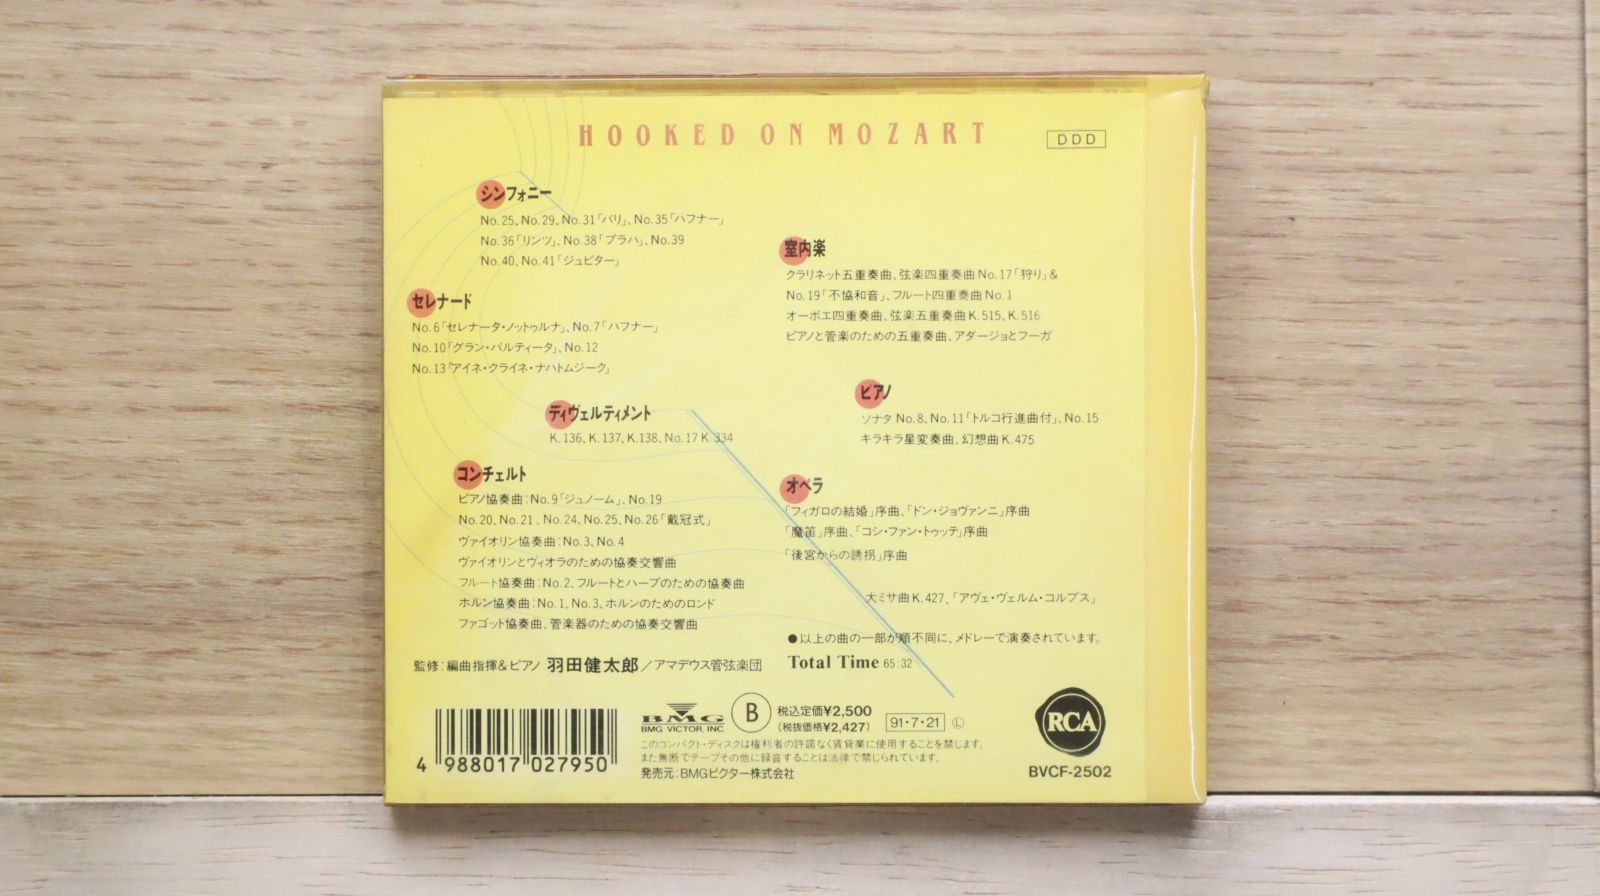 HOOKED ON MOZART
DDD
シンフォニー
No.25、No.29、No.31「パリ」、No.35「ハフナー」
No.36「リンツ」、No.38「プラハ」、No.39
No.40、No.41「ジュピター」
セレナード
No.6「セレナータ・ノットゥルナ」、No.7「ハフナー」
No.10「グラン・パルティータ」、No.12
No.13「アイネ・クライネ・ナハトムジーク」
ディヴェルティメント
K.136、K.137、K.138、No.17 K.334
コンチェルト
ピアノ協奏曲：No.9「ジュノーム」、No.19
No.20、No.21、No.24、No.25、No.26「戴冠式」
ヴァイオリン協奏曲：No.3、No.4
ヴァイオリンとヴィオラのための協奏交響曲
フルート協奏曲：No.2、フルートとハープのための協奏曲
ホルン協奏曲：No.1、No.3、ホルンのためのロンド
ファゴット協奏曲、管楽器のための協奏交響曲
室内楽
クラリネット五重奏曲、弦楽四重奏曲No.17「狩り」&
No.19「不協和音」、フルート四重奏曲No.1
オーボエ四重奏曲、弦楽五重奏曲K.515、K.516
ピアノと管楽のための五重奏曲、アダージョとフーガ
ピアノ
ソナタ No.8、No.11「トルコ行進曲付」、No.15
キラキラ星変奏曲、幻想曲K.475
オペラ
「フィガロの結婚」序曲、「ドン・ジョヴァンニ」序曲
「魔笛」序曲、「コシ・ファン・トゥッテ」序曲
「後宮からの誘拐」序曲
大ミサ曲K.427、「アヴェ・ヴェルム・コルプス」
●以上の曲の一部が順不同に、メドレーで演奏されています。
Total Time 65:32
監修：編曲指揮&ピアノ 羽田健太郎／アマデウス管弦楽団
4 988017 027950
BMG
BMG VICTOR, INC
B
税込定価¥2,500
(税抜価格¥2,427)
91・7・21 Ⓛ
このコンパクト・ディスクは権利者の許諾なく賃貸業に使用することを禁じます。
また無断でテープその他に録音することは法律で禁じられています。
発売元：BMGビクター株式会社
RCA
BVCF-2502